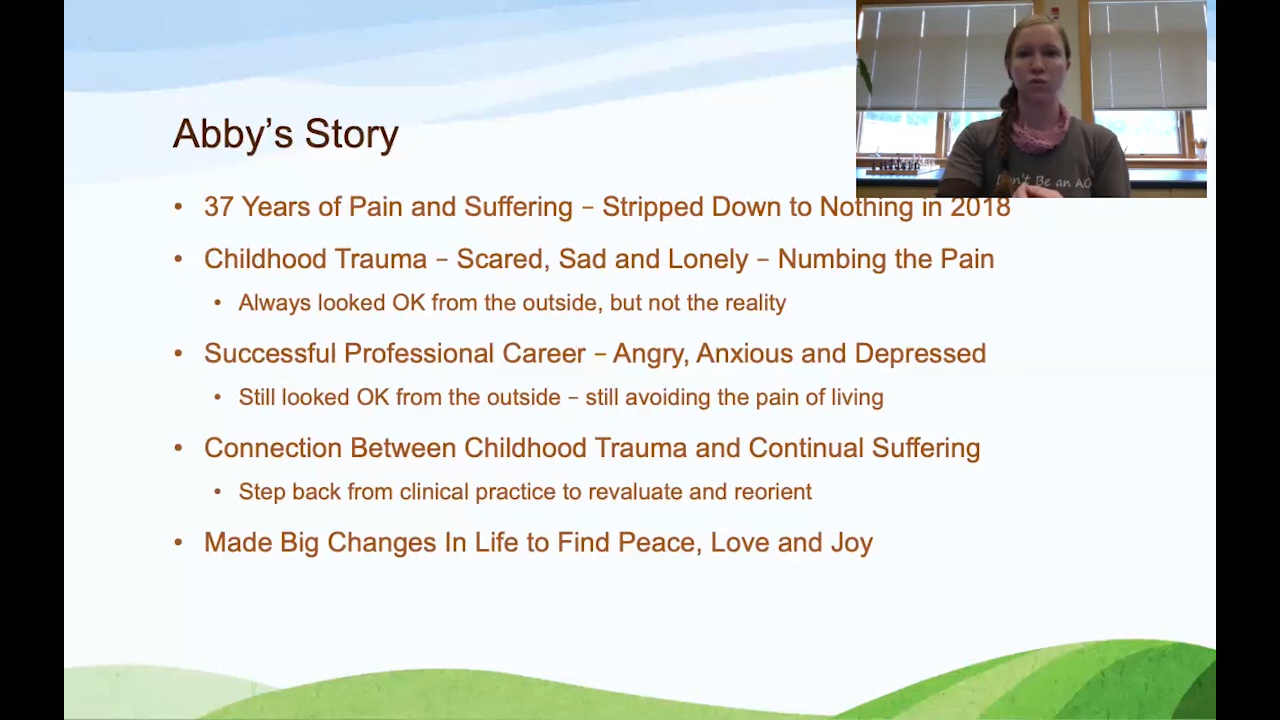 Abby's Story
• 37 Years of Pain and Suffering – Stripped Down to Nothing in 2018
• Childhood Trauma – Scared, Sad and Lonely – Numbing the Pain
• Always looked OK from the outside, but not the reality
• Successful Professional Career – Angry, Anxious and Depressed
• Still looked OK from the outside – still avoiding the pain of living
• Connection Between Childhood Trauma and Continual Suffering
• Step back from clinical practice to revaluate and reorient
• Made Big Changes In Life to Find Peace, Love and Joy
Don't Be an